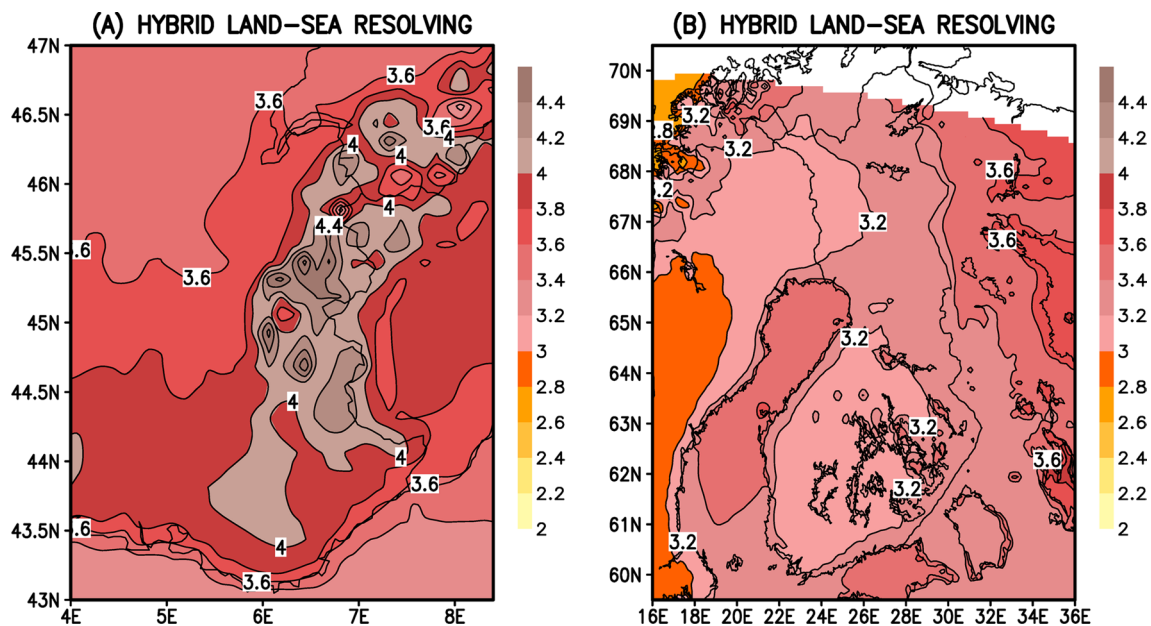 (A) HYBRID LAND-SEA RESOLVING
(B) HYBRID LAND-SEA RESOLVING
47N
46.5N
46N
45.5N
45N
44.5N
44N
43.5N
43N
4E 5E 6E 7E 8E
3.6
3.6
3.6
4
4
4
4
4.4
.6
3.6
4
4
3.6
.6
4
3.6
4.4
4.2
4
3.8
3.6
3.4
3.2
3
2.8
2.6
2.4
2.2
2
70N
69N
68N
67N
66N
65N
64N
63N
62N
61N
60N
16E 20E 24E 28E 32E 36E
3.2
.8
3.2
3.6
.2
3.2
3.6
3.2
3.2
3.6
3.2
3.2
4.4
4.2
4
3.8
3.6
3.4
3.2
3
2.8
2.6
2.4
2.2
2